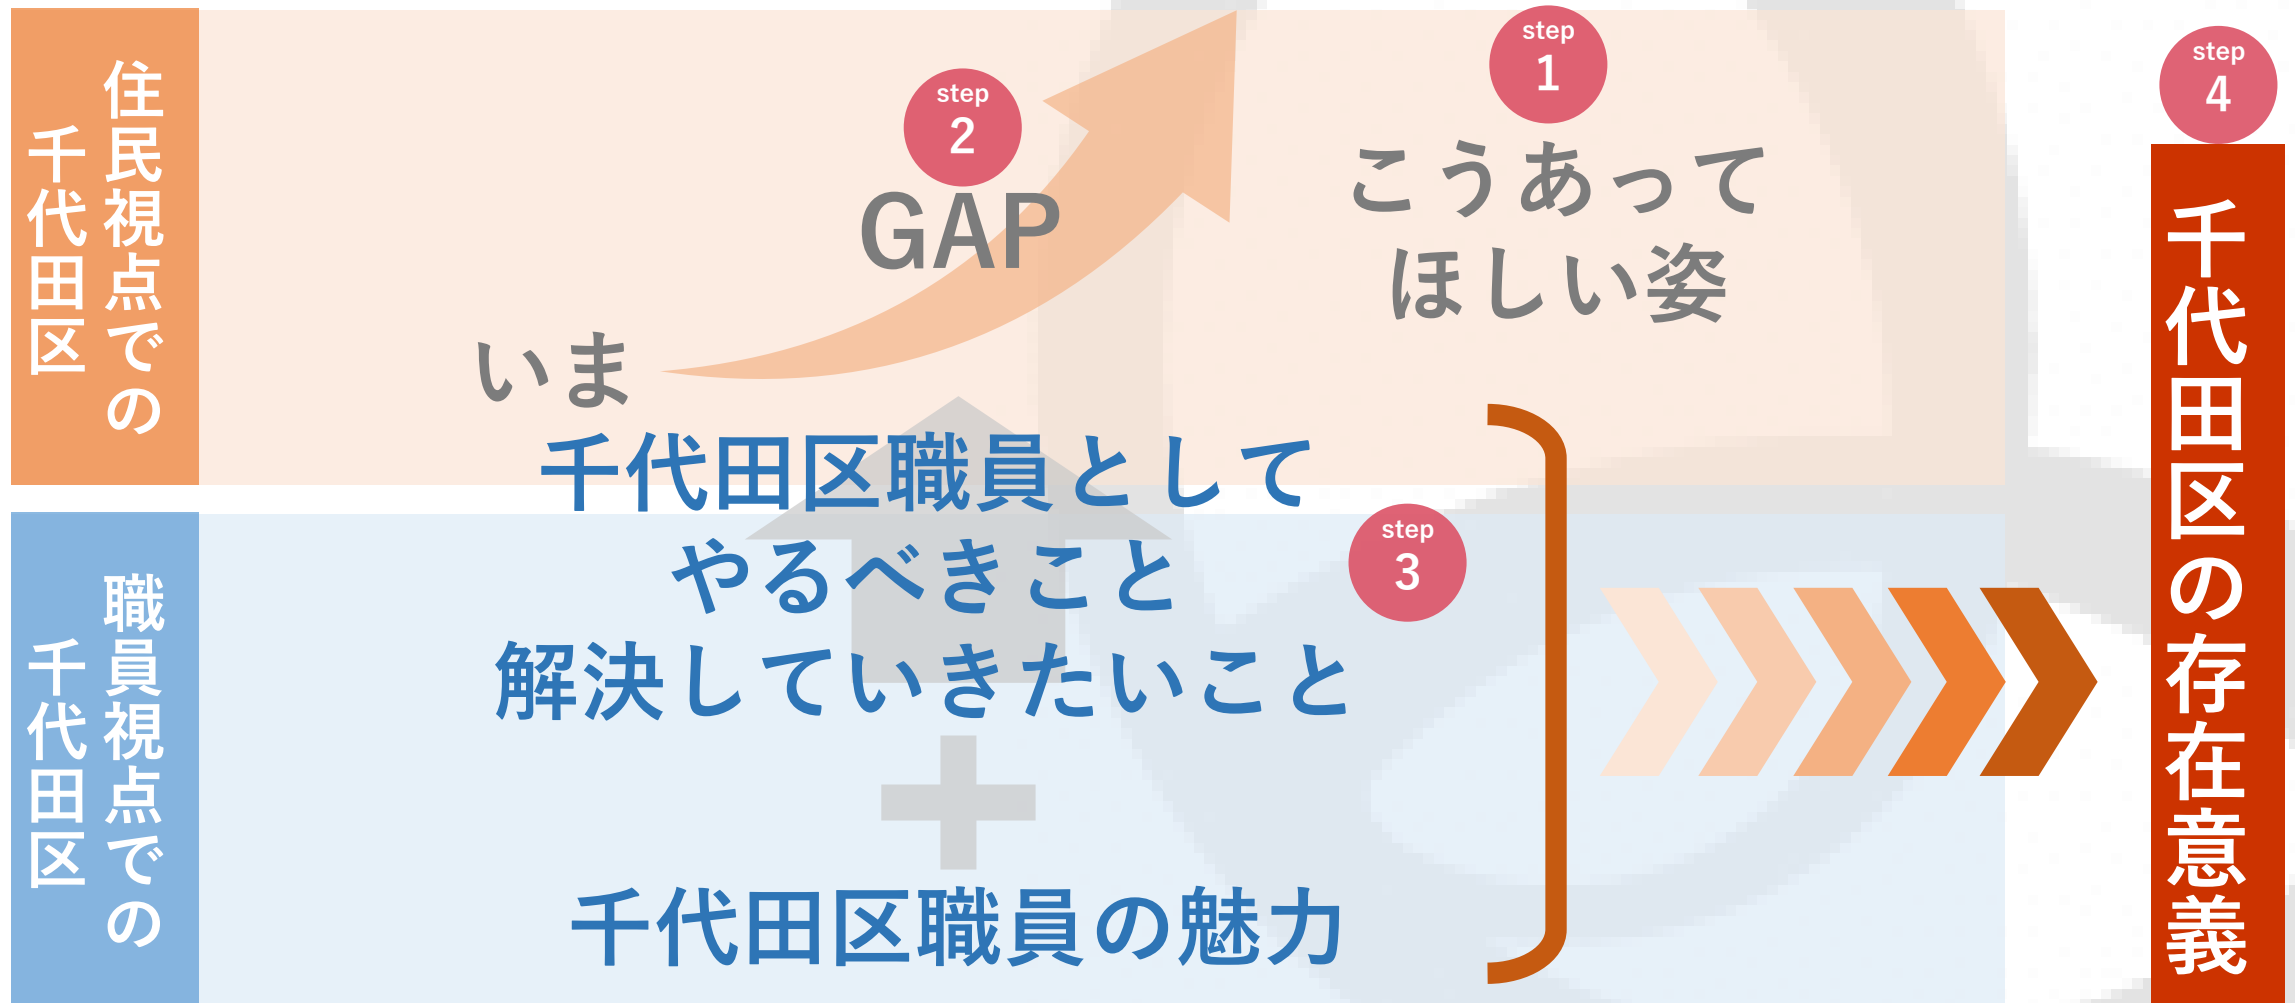 住民視点での
千代田区
step
1
こうあって
ほしい姿
step
2
GAP
いま
職員視点での
千代田区
千代田区職員として
やるべきこと
解決していきたいこと
step
3
千代田区職員の魅力
step
4
千代田区の存在意義